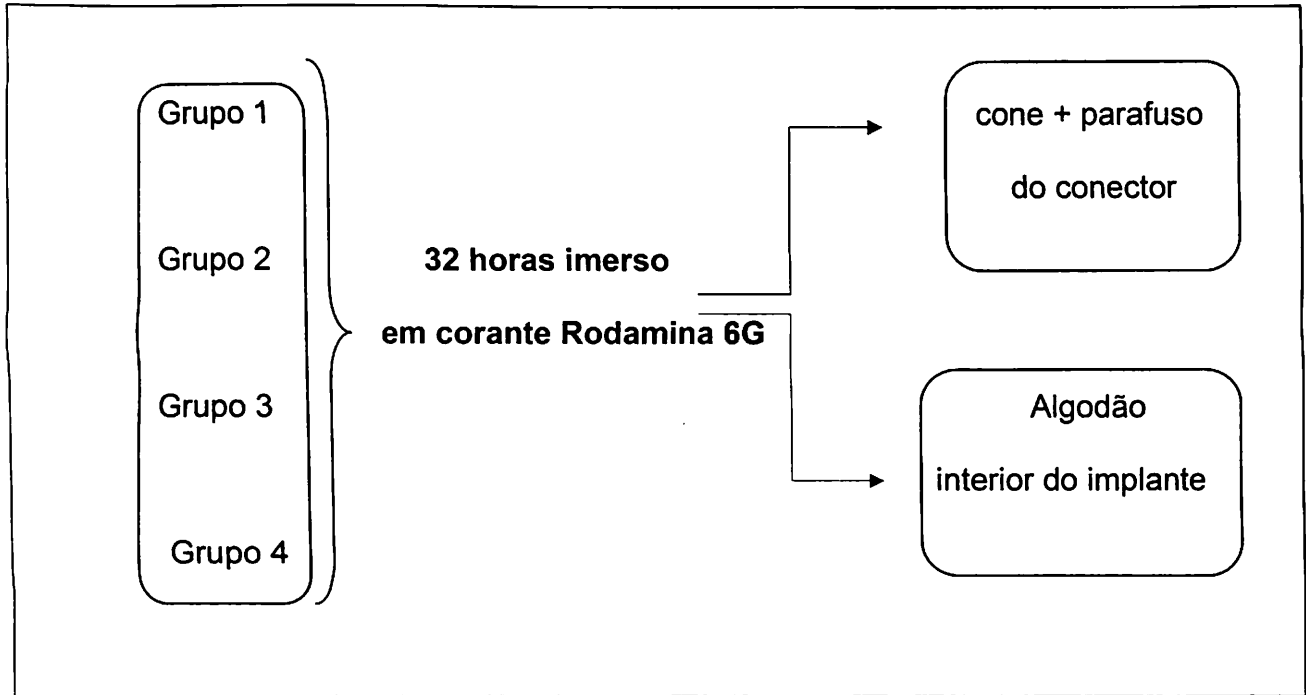 Grupo 1
Grupo 2
Grupo 3
Grupo 4
32 horas imerso
em corante Rodamina 6G
cone + parafuso
do conector
Algodão
interior do implante